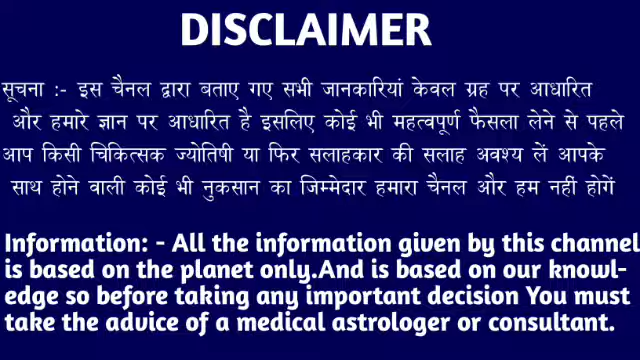 DISCLAIMER
सूचना :- इस चैनल द्वारा बताए गए सभी जानकारियां केवल ग्रह पर आधारित
और हमारे ज्ञान पर आधारित है इसलिए कोई भी महत्वपूर्ण फैसला लेने से पहले
आप किसी चिकित्सक ज्योतिषी या फिर सलाहकार की सलाह अवश्य लें आपके
साथ होने वाली कोई भी नुकसान का जिम्मेदार हमारा चैनल और हम नहीं होगें
Information: - All the information given by this channel
is based on the planet only.And is based on our knowl-
edge so before taking any important decision You must
take the advice of a medical astrologer or consultant.